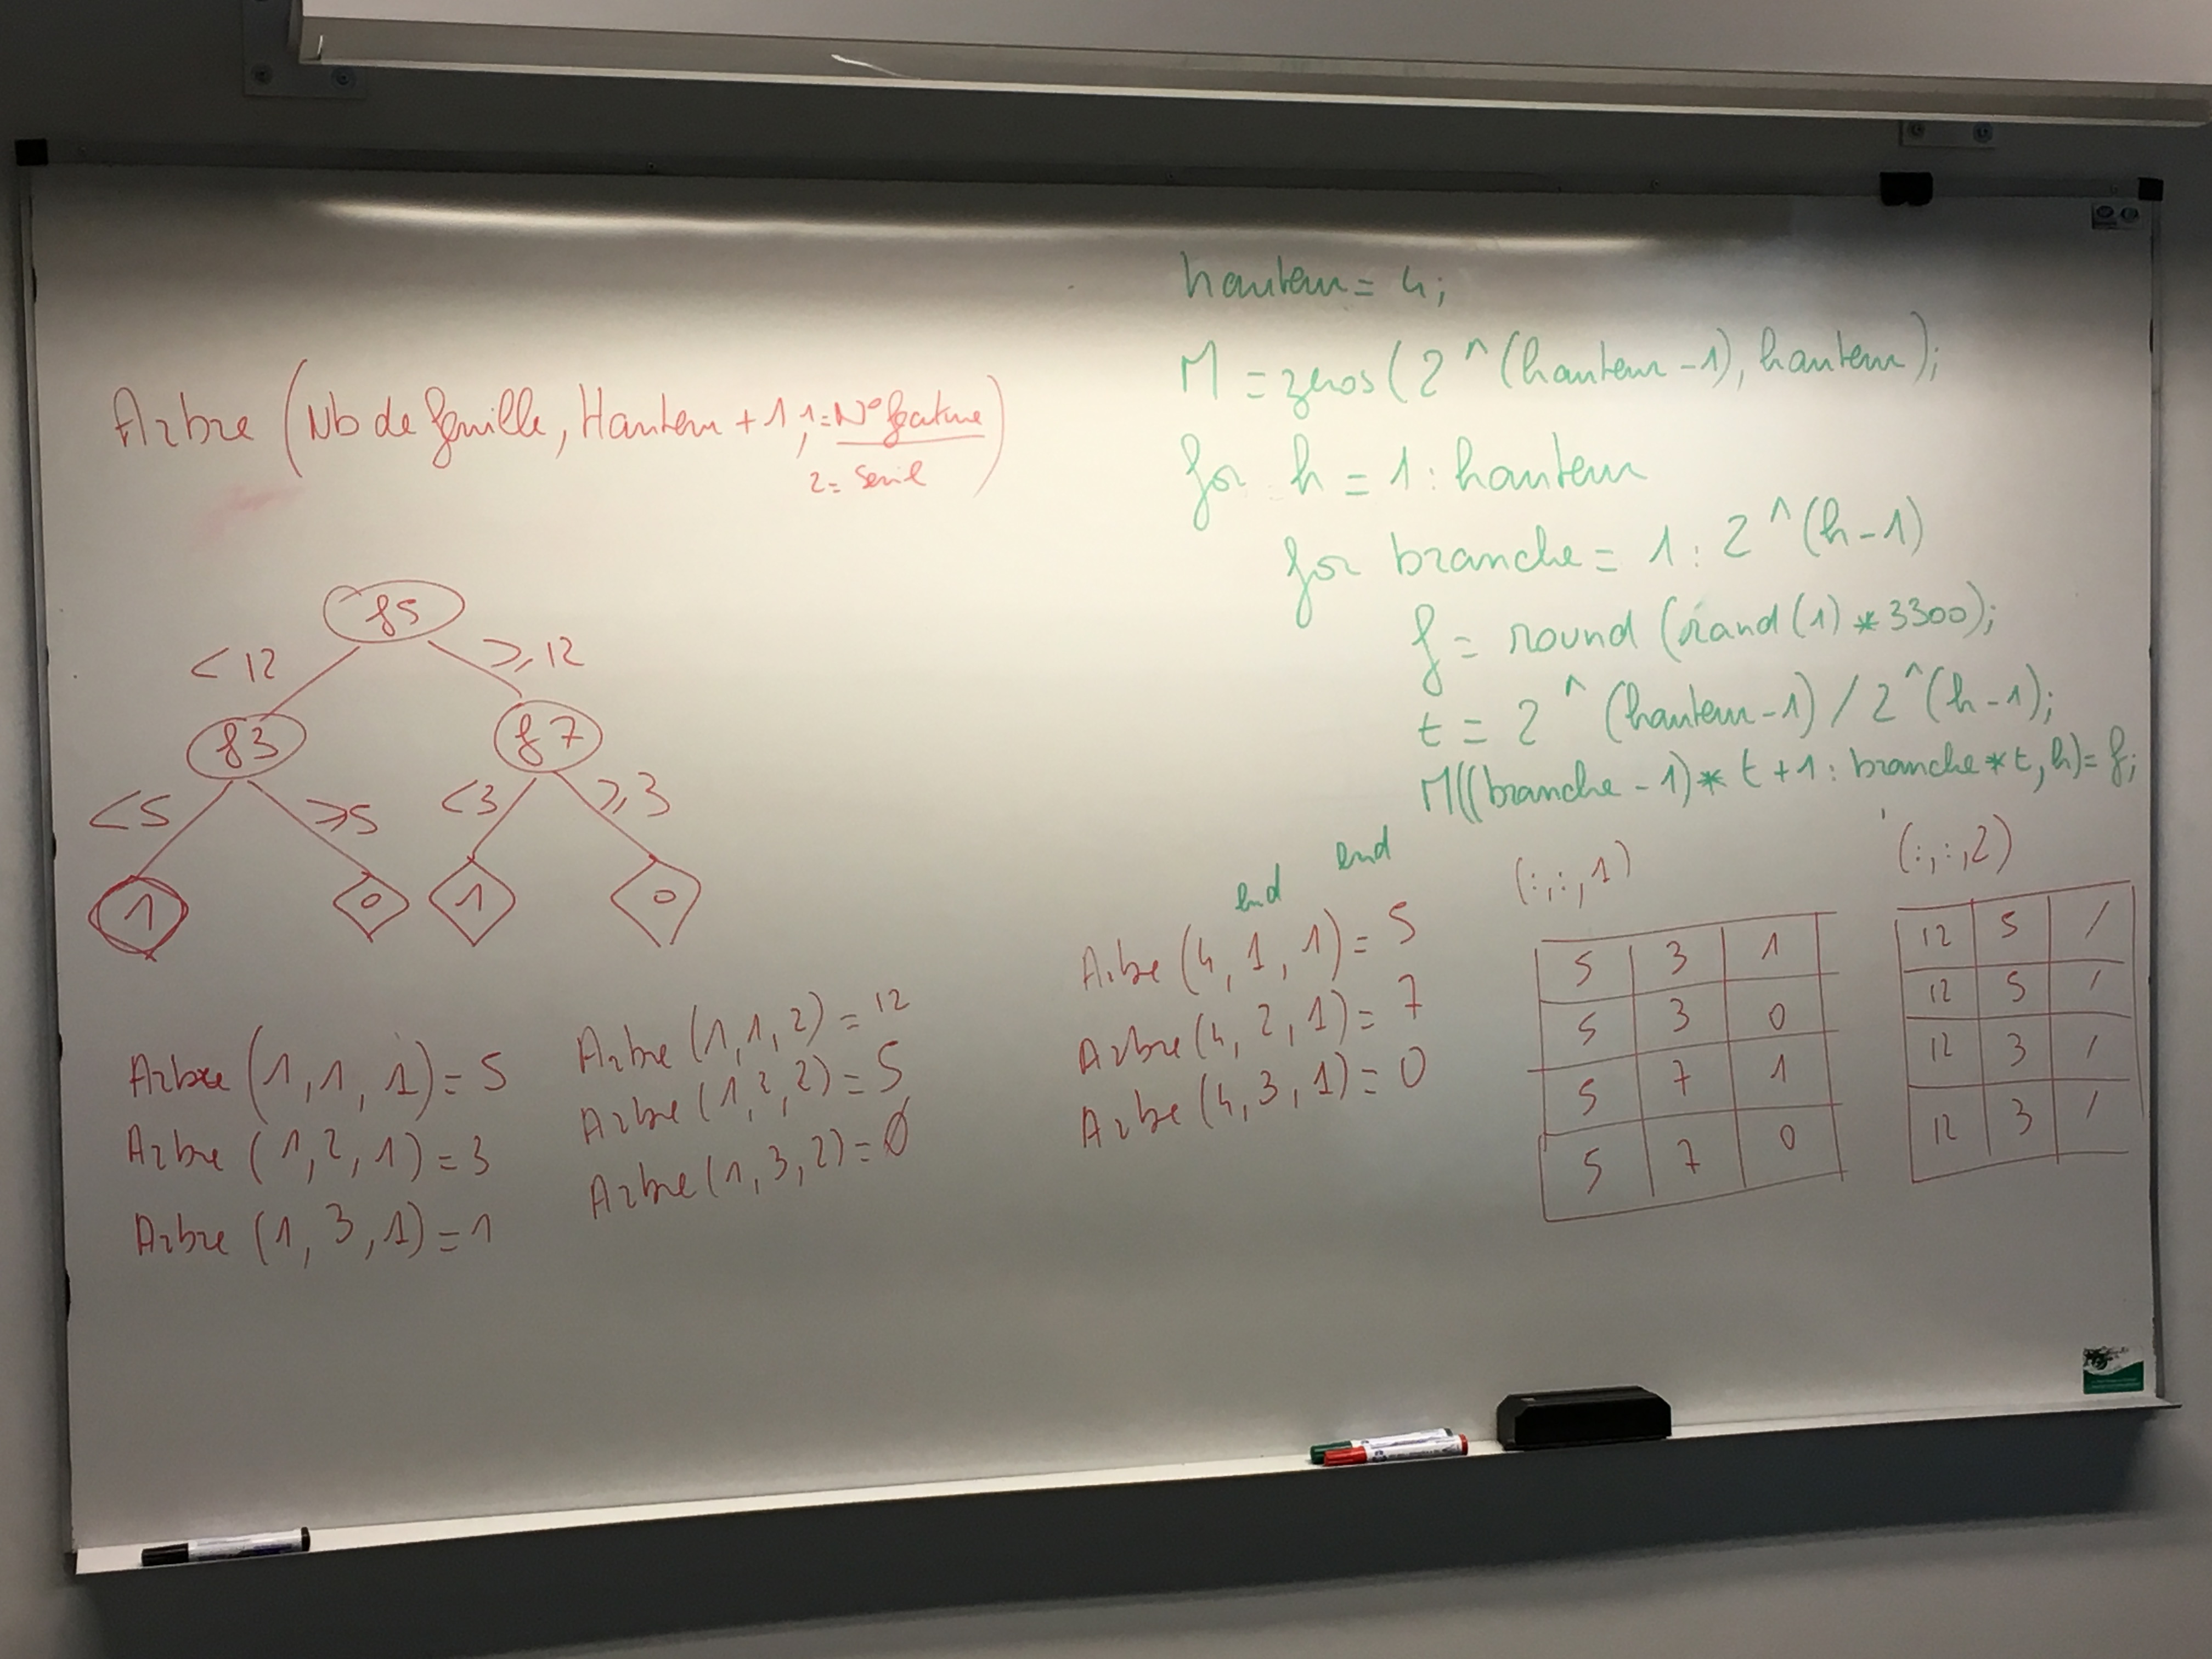 hauteur = 4;
M = zeros(2^(hauteur-1), hauteur);
for h = 1:hauteur
for branche = 1:2^(h-1)
f = round(rand(1)*3300);
t = 2^(hauteur-1)/2^(h-1);
M((branche-1)*t+1:branche*t,h)=f;
end
end
Arbre (Nb de feuille, Hauteur + 1, 1=N° feature)
2= seuil
f5
<12 ≥12
f3 f7
<5 ≥5 <3 ≥3
1 0 1 0
Arbre (1,1,1) = 5
Arbre (1,2,1) = 3
Arbre (1,3,1) = 1
Arbre (1,1,2) = 12
Arbre (1,2,2) = 5
Arbre (1,3,2) = Ø
Arbre (4,1,1) = 5
Arbre (4,2,1) = 7
Arbre (4,3,1) = 0
(:,:,1)
5 3 1
5 3 0
5 7 1
5 7 0
(:,:,2)
12 5 /
12 5 /
12 3 /
12 3 /